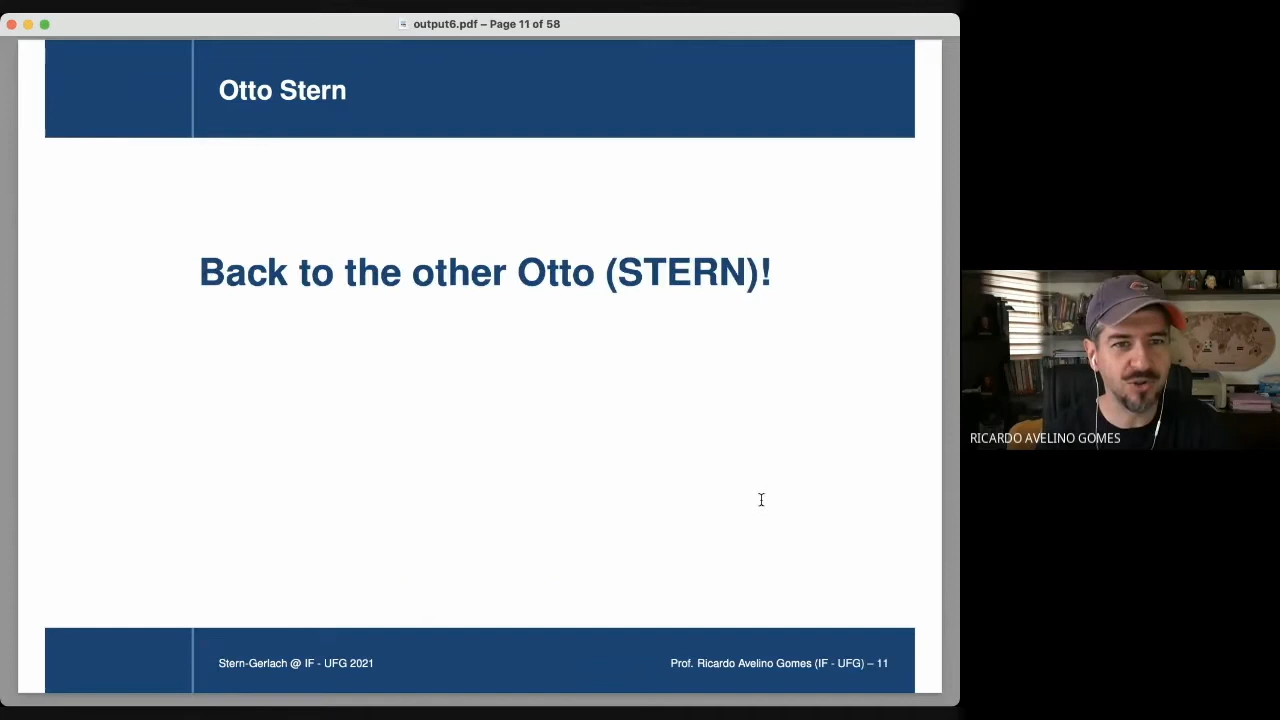 output6.pdf – Page 11 of 58
Otto Stern
Back to the other Otto (STERN)!
RICARDO AVELINO GOMES
Stern-Gerlach @ IF - UFG 2021
Prof. Ricardo Avelino Gomes (IF - UFG) – 11